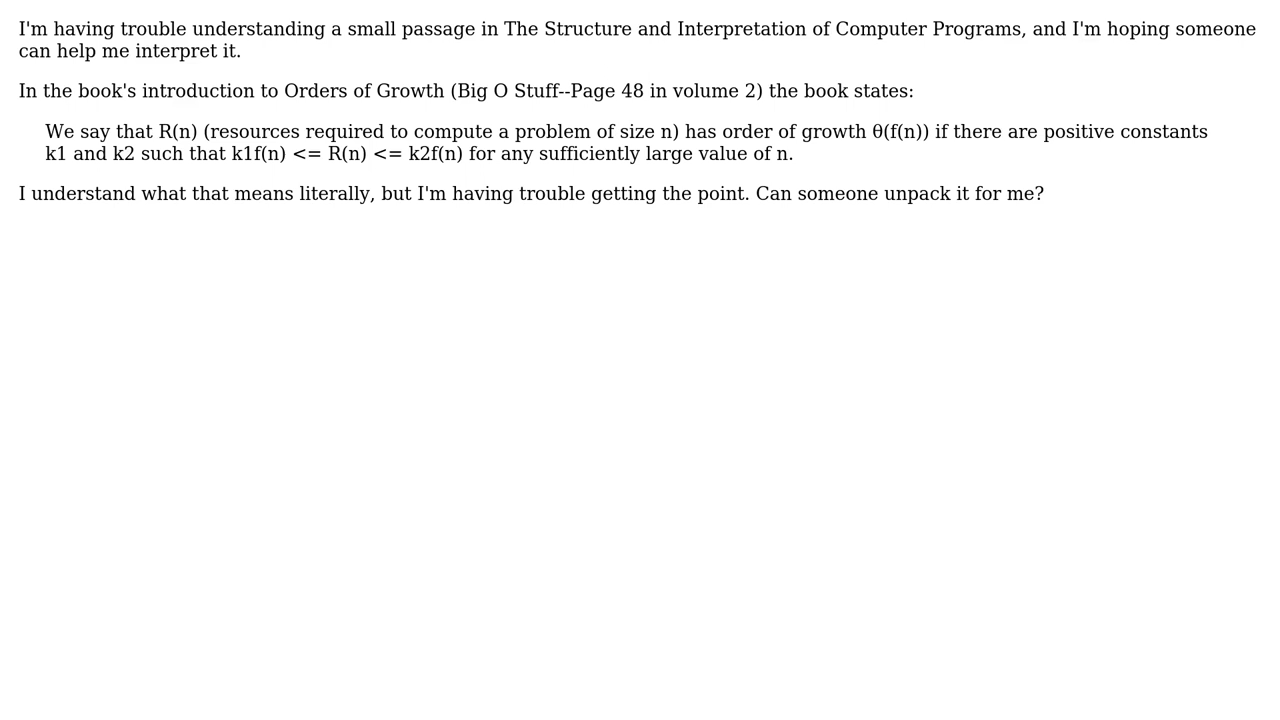 I'm having trouble understanding a small passage in The Structure and Interpretation of Computer Programs, and I'm hoping someone
can help me interpret it.
In the book's introduction to Orders of Growth (Big O Stuff--Page 48 in volume 2) the book states:
We say that R(n) (resources required to compute a problem of size n) has order of growth θ(f(n)) if there are positive constants
k1 and k2 such that k1f(n) <= R(n) <= k2f(n) for any sufficiently large value of n.
I understand what that means literally, but I'm having trouble getting the point. Can someone unpack it for me?